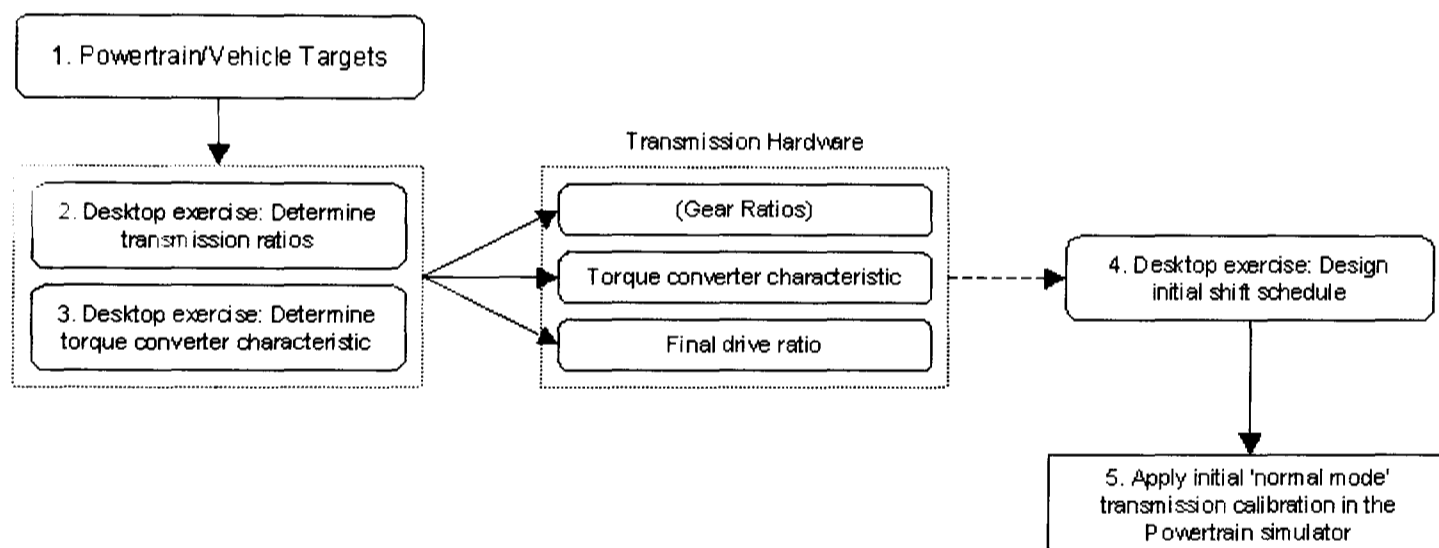 1. Powertrain/Vehicle Targets
Transmission Hardware
2. Desktop exercise: Determine
transmission ratios
3. Desktop exercise: Determine
torque converter characteristic
(Gear Ratios)
Torque converter characteristic
Final drive ratio
4. Desktop exercise: Design
initial shift schedule
5. Apply initial 'normal mode'
transmission calibration in the
Powertrain simulator